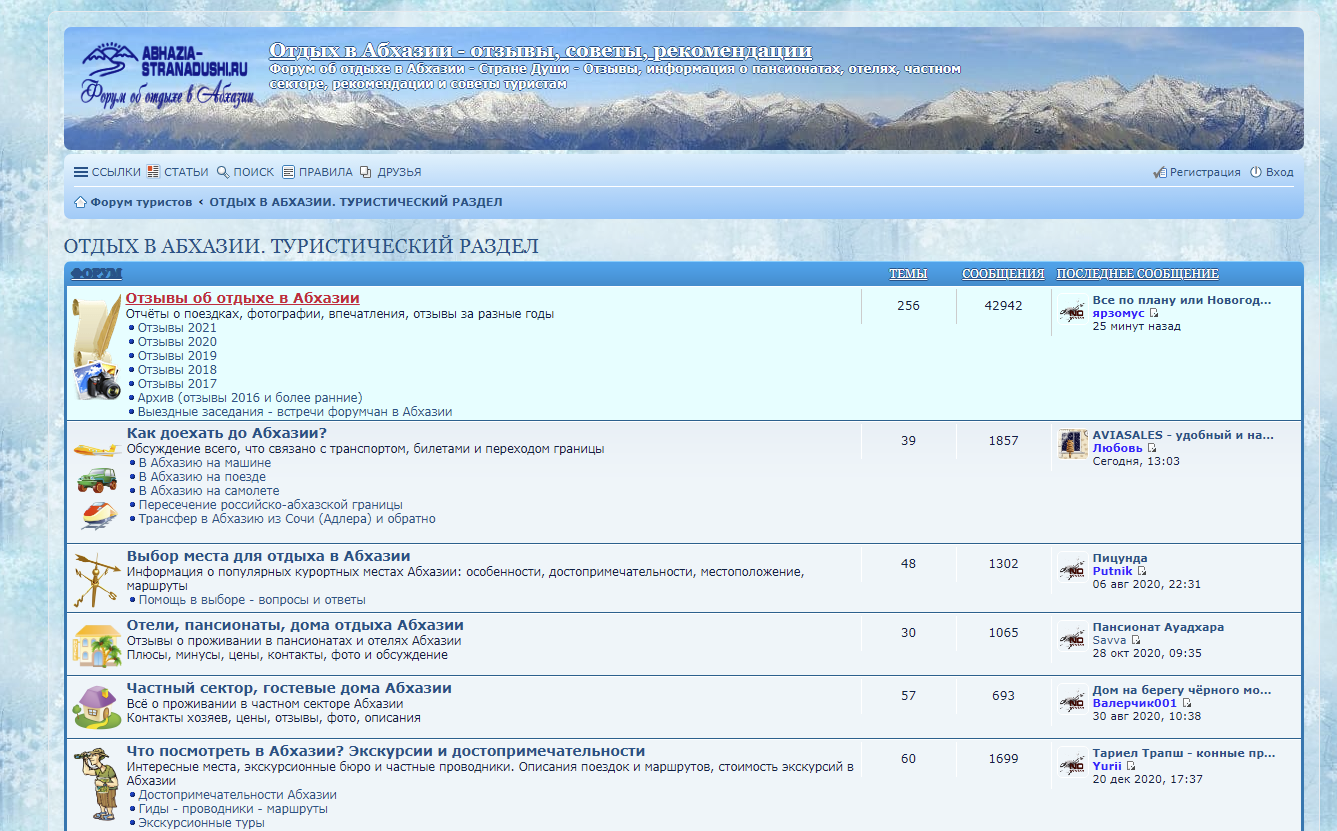 ABHAZIA-
STRANADUSHI.RU
Форум об отдыхе в Абхазии
Отдых в Абхазии - отзывы, советы, рекомендации
Форум об отдыхе в Абхазии - Стране Души - Отзывы, информация о пансионатах, отелях, частном
секторе, рекомендации и советы туристам
ССЫЛКИ СТАТЬИ ПОИСК ПРАВИЛА ДРУЗЬЯ Регистрация Вход
Форум туристов ‹ ОТДЫХ В АБХАЗИИ. ТУРИСТИЧЕСКИЙ РАЗДЕЛ
ОТДЫХ В АБХАЗИИ. ТУРИСТИЧЕСКИЙ РАЗДЕЛ
ФОРУМ ТЕМЫ СООБЩЕНИЯ ПОСЛЕДНЕЕ СООБЩЕНИЕ
Отзывы об отдыхе в Абхазии
Отчёты о поездках, фотографии, впечатления, отзывы за разные годы
Отзывы 2021
Отзывы 2020
Отзывы 2019
Отзывы 2018
Отзывы 2017
Архив (отзывы 2016 и более ранние)
Выездные заседания - встречи форумчан в Абхазии
256
42942
Все по плану или Новогод...
ярзомус
25 минут назад
Как доехать до Абхазии?
Обсуждение всего, что связано с транспортом, билетами и переходом границы
В Абхазию на машине
В Абхазию на поезде
В Абхазию на самолете
Пересечение российско-абхазской границы
Трансфер в Абхазию из Сочи (Адлера) и обратно
39
1857
AVIASALES - удобный и на...
Любовь
Сегодня, 13:03
Выбор места для отдыха в Абхазии
Информация о популярных курортных местах Абхазии: особенности, достопримечательности, местоположение,
маршруты
Помощь в выборе - вопросы и ответы
48
1302
Пицунда
Putnik
06 авг 2020, 22:31
Отели, пансионаты, дома отдыха Абхазии
Отзывы о проживании в пансионатах и отелях Абхазии
Плюсы, минусы, цены, контакты, фото и обсуждение
30
1065
Пансионат Ауадхара
Savva
28 окт 2020, 09:35
Частный сектор, гостевые дома Абхазии
Всё о проживании в частном секторе Абхазии
Контакты хозяев, цены, отзывы, фото, описания
57
693
Дом на берегу чёрного мо...
Валерчик001
30 авг 2020, 10:38
Что посмотреть в Абхазии? Экскурсии и достопримечательности
Интересные места, экскурсионные бюро и частные проводники. Описания поездок и маршрутов, стоимость экскурсий в
Абхазии
Достопримечательности Абхазии
Гиды - проводники - маршруты
Экскурсионные туры
60
1699
Тариел Трапш - конные пр...
Yurii
20 дек 2020, 17:37